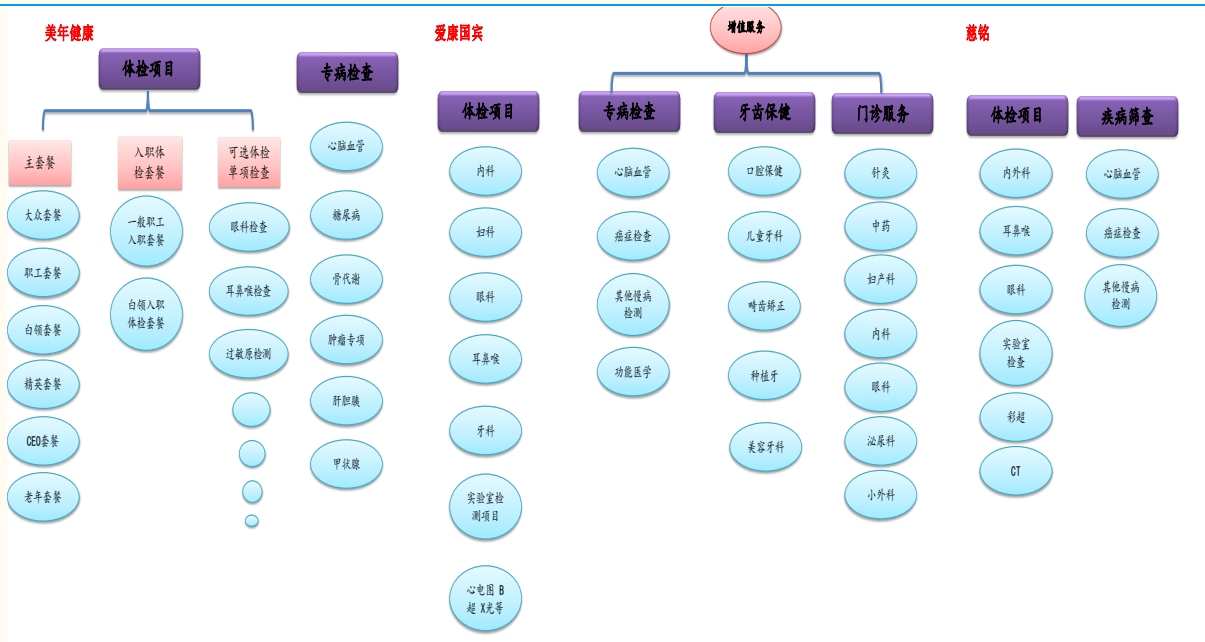 美年健康
体检项目
专病检查
主套餐
入职体
检套餐
可选体检
单项检查
大众套餐
职工套餐
白领套餐
精英套餐
CEO套餐
老年套餐
一般职工
入职套餐
白领入职
体检套餐
眼科检查
耳鼻喉检查
过敏原检测
心脑血管
糖尿病
骨代谢
肿瘤专项
肝胆胰
甲状腺
爱康国宾
增值服务
体检项目
专病检查
牙齿保健
门诊服务
内科
妇科
眼科
耳鼻喉
牙科
实验室检
测项目
心电图 B
超 X光等
心脑血管
癌症检查
其他慢病
检测
功能医学
口腔保健
儿童牙科
畸齿矫正
种植牙
美容牙科
针灸
中药
妇产科
内科
眼科
泌尿科
小外科
慈铭
体检项目
疾病筛查
内外科
耳鼻喉
眼科
实验室
检查
彩超
CT
心脑血管
癌症检查
其他慢病
检测